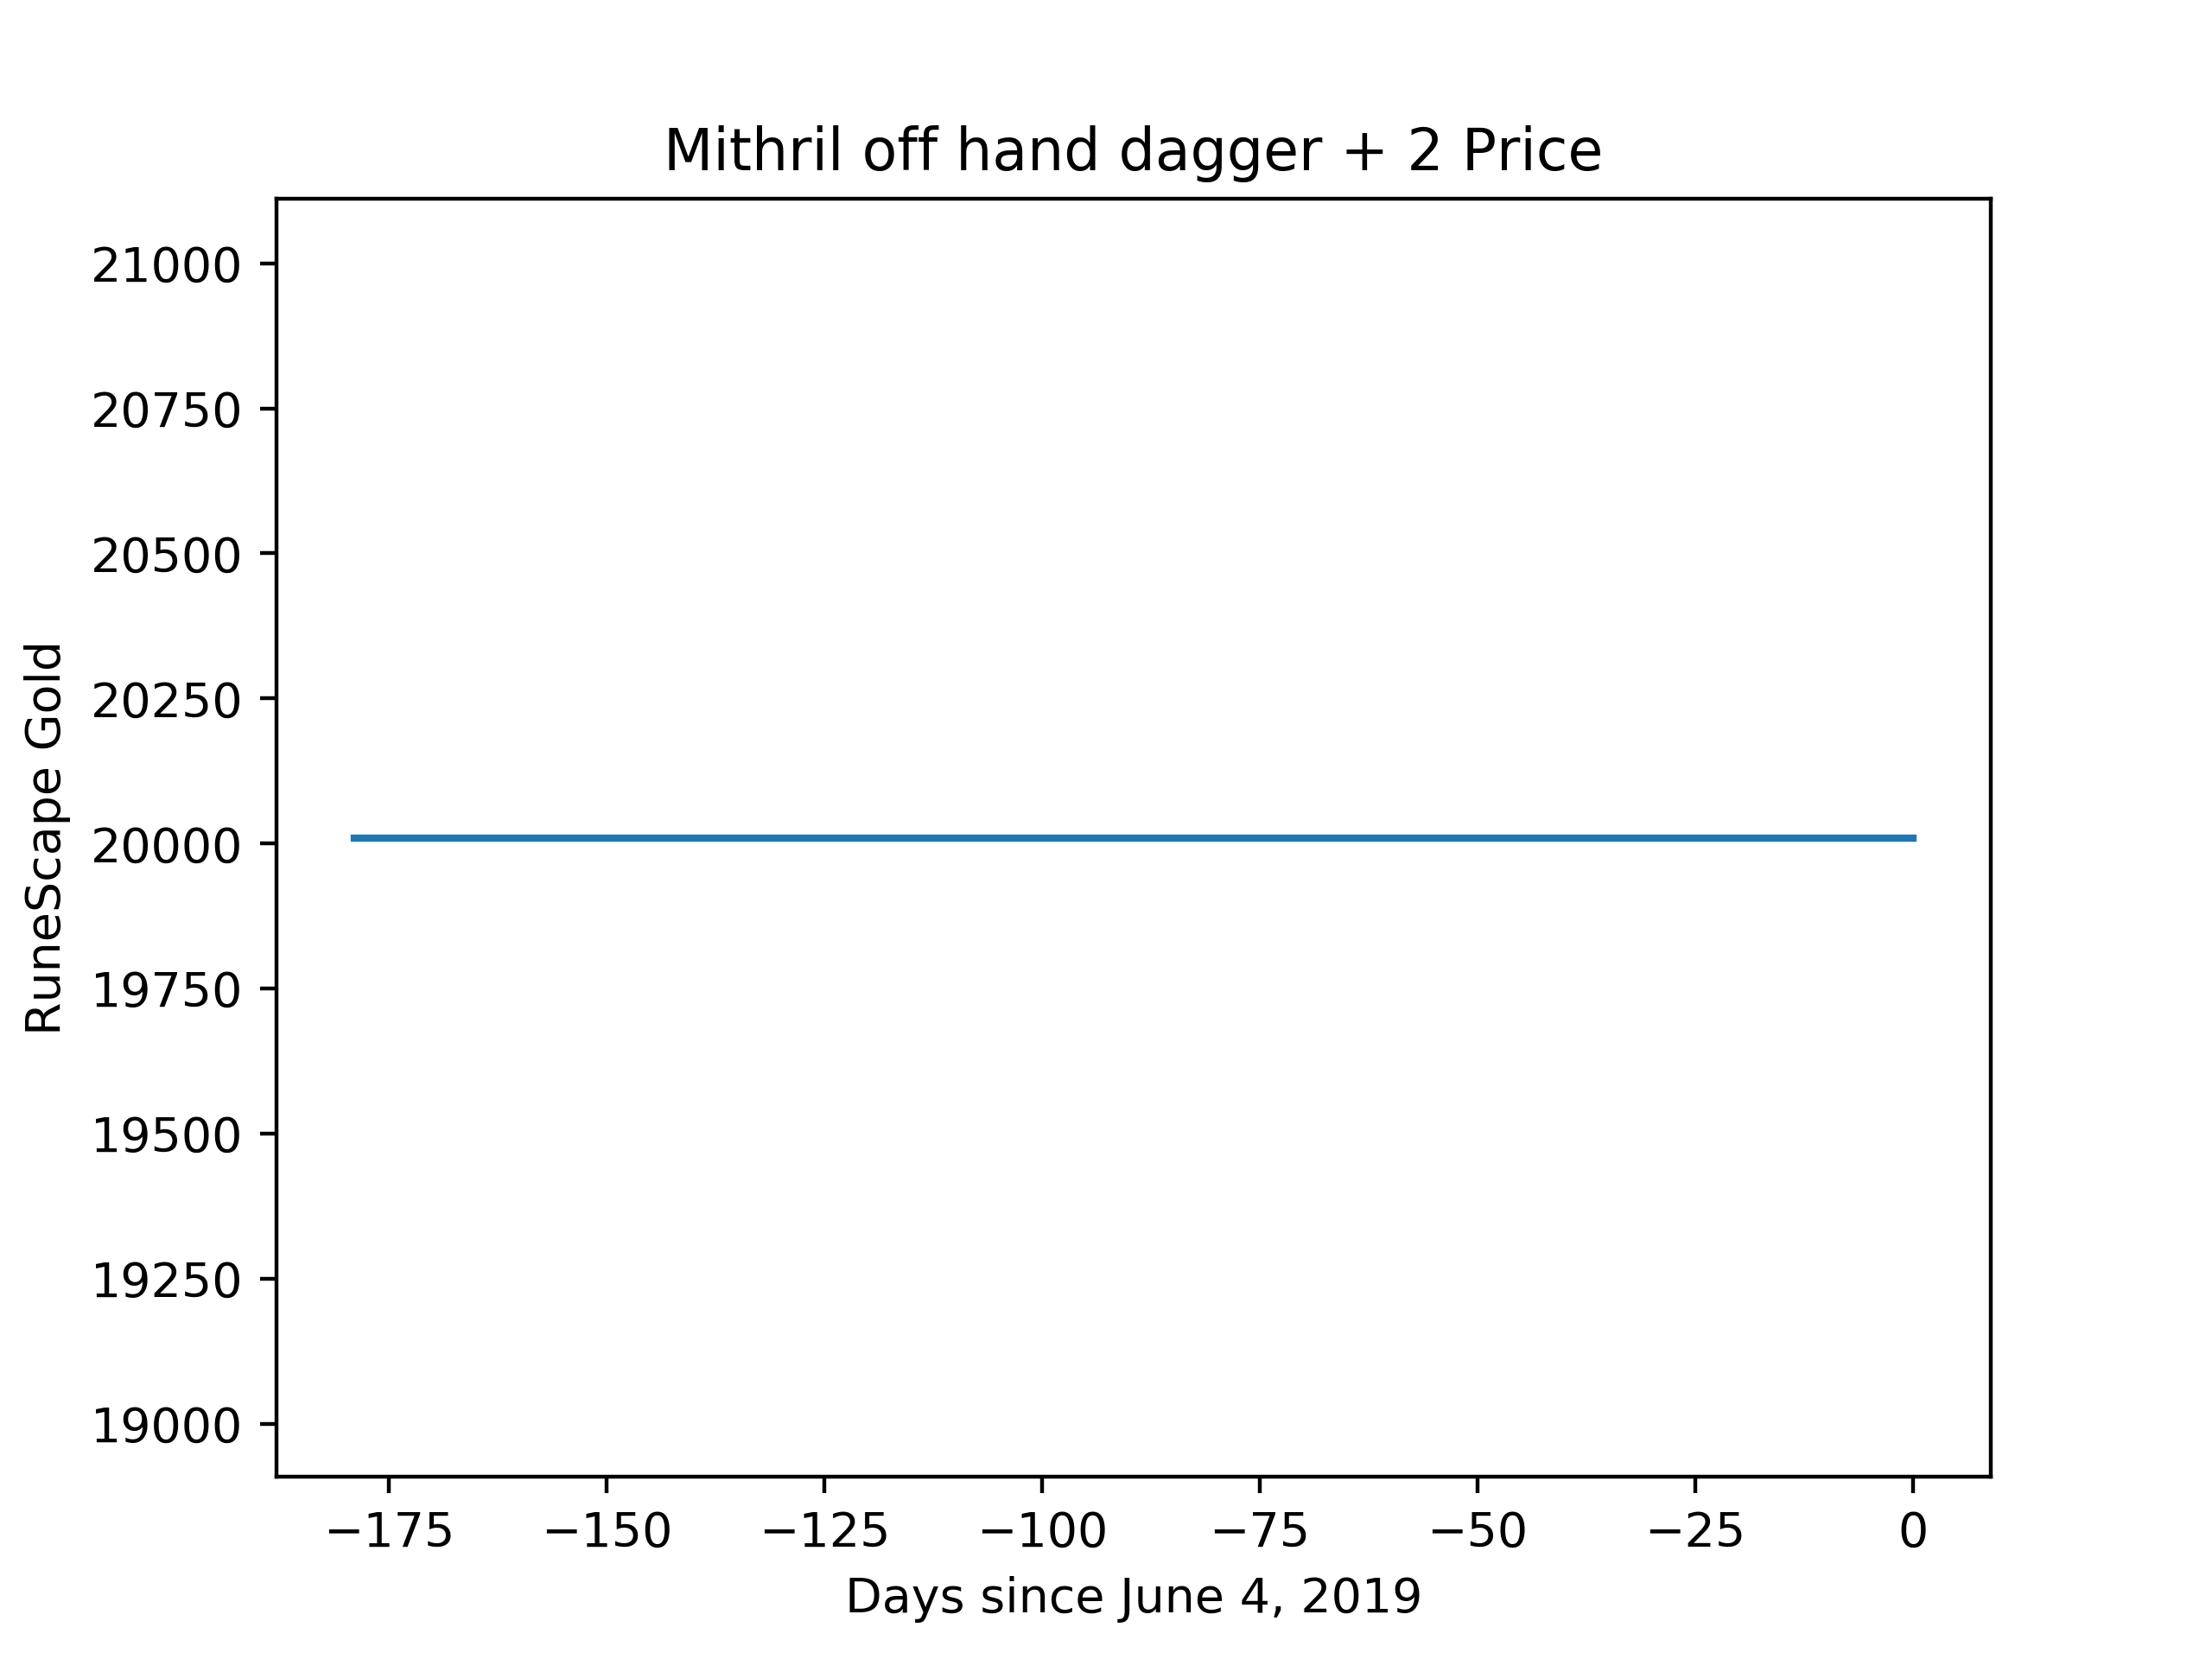 Mithril off hand dagger + 2 Price
RuneScape Gold
21000
20750
20500
20250
20000
19750
19500
19250
19000
−175 −150 −125 −100 −75 −50 −25 0
Days since June 4, 2019